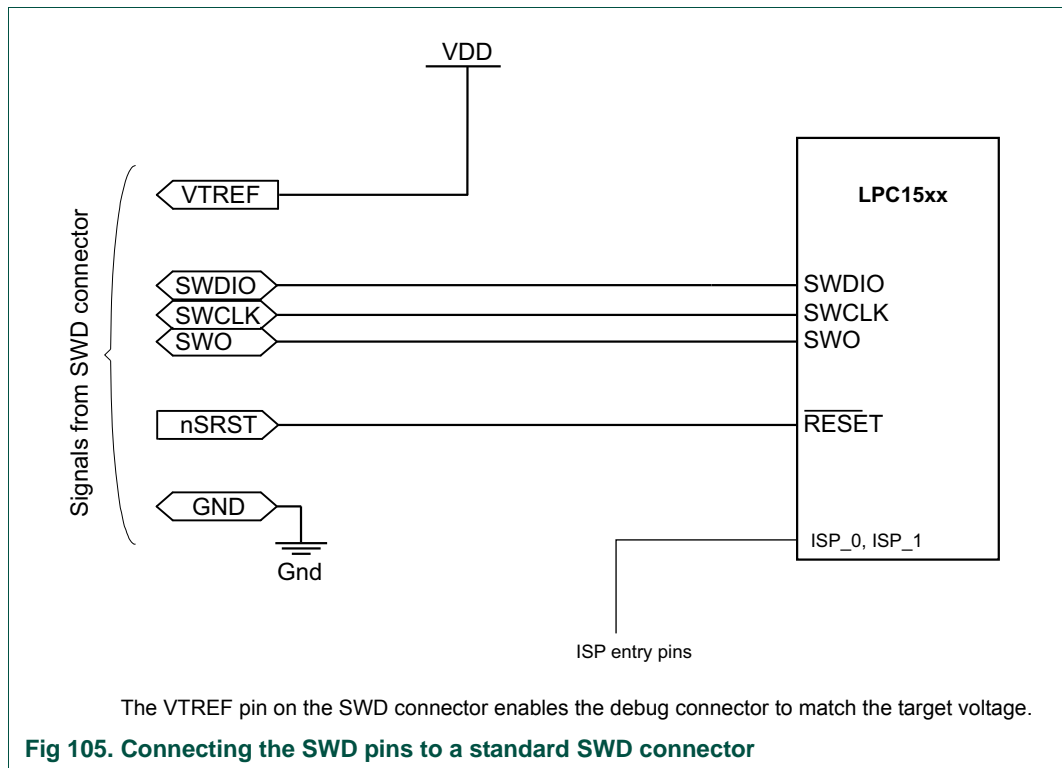 VDD
Signals from SWD connector
VTREF
LPC15xx
SWDIO
SWCLK
SWO
SWDIO
SWCLK
SWO
nSRST
RESET
GND
Gnd
ISP_0, ISP_1
ISP entry pins
The VTREF pin on the SWD connector enables the debug connector to match the target voltage.
Fig 105. Connecting the SWD pins to a standard SWD connector